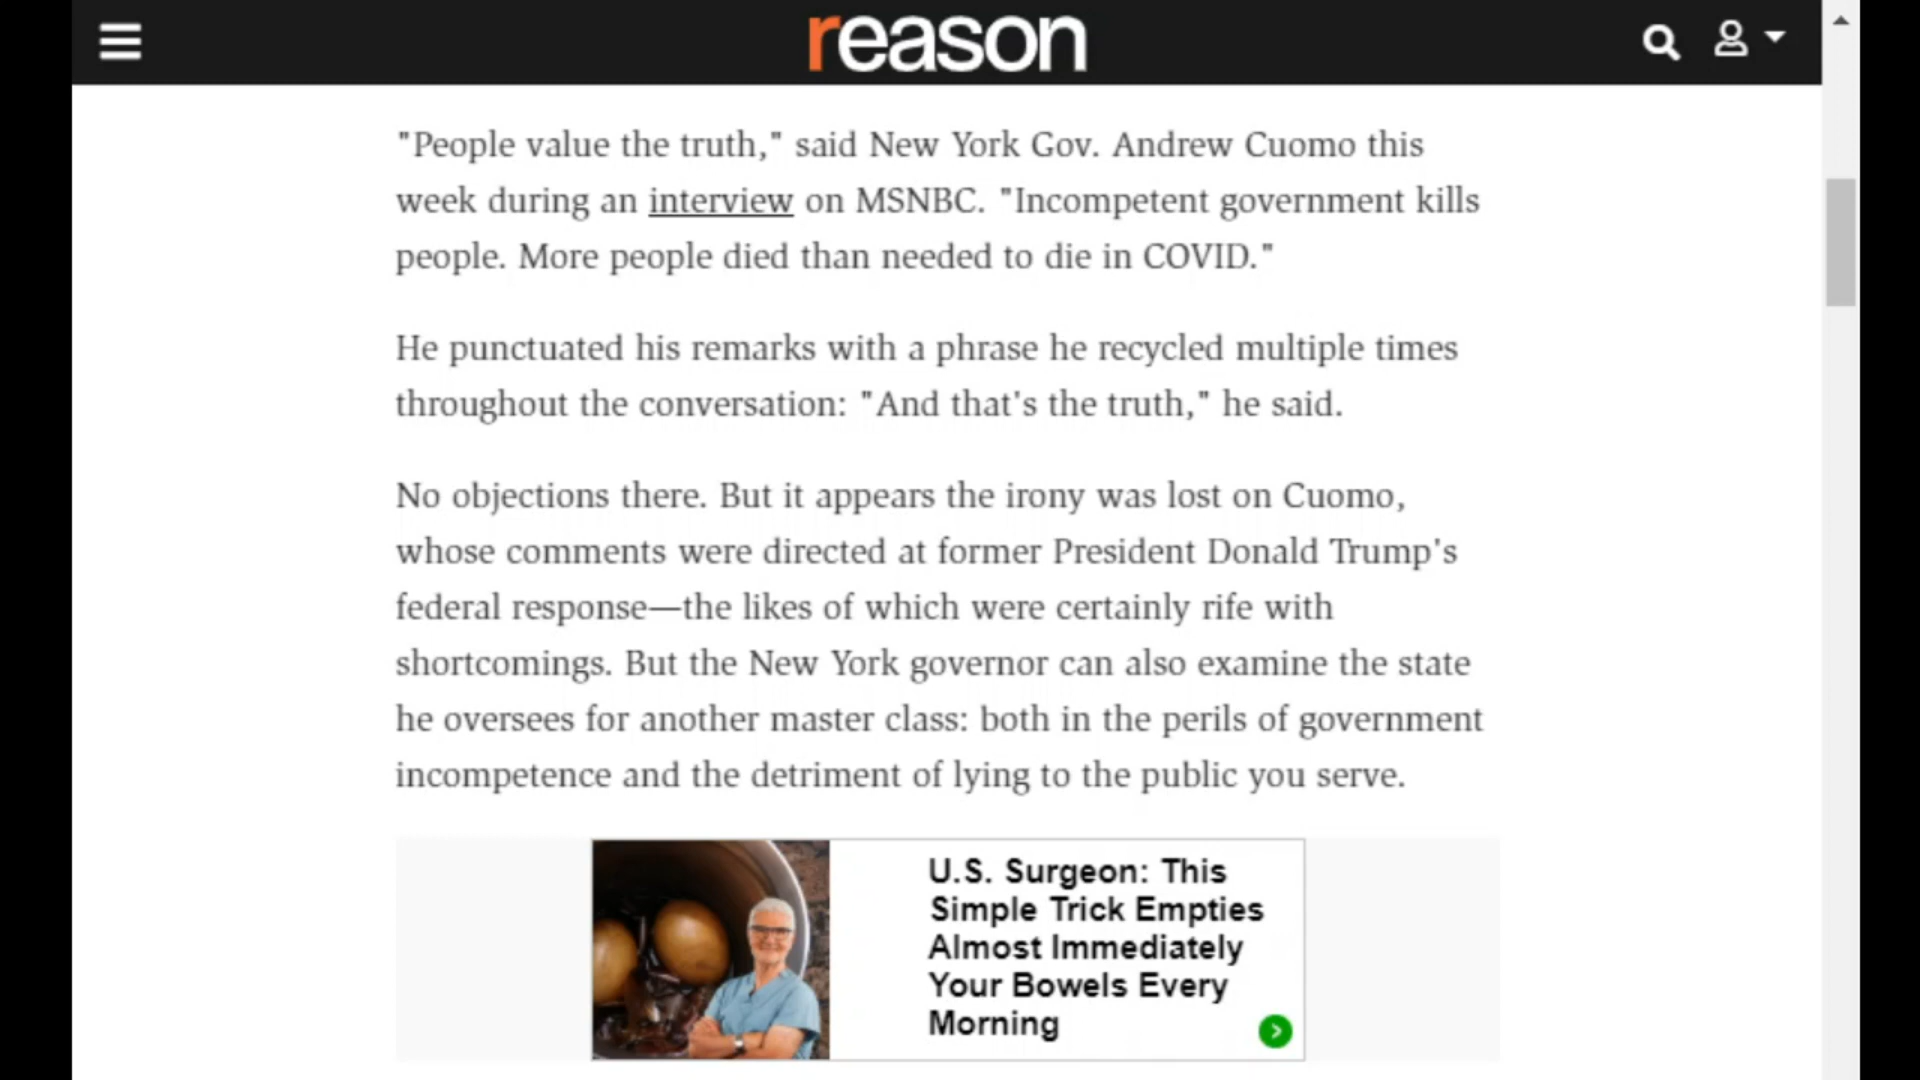 reason
"People value the truth," said New York Gov. Andrew Cuomo this
week during an interview on MSNBC. "Incompetent government kills
people. More people died than needed to die in COVID."
He punctuated his remarks with a phrase he recycled multiple times
throughout the conversation: "And that's the truth," he said.
No objections there. But it appears the irony was lost on Cuomo,
whose comments were directed at former President Donald Trump's
federal response—the likes of which were certainly rife with
shortcomings. But the New York governor can also examine the state
he oversees for another master class: both in the perils of government
incompetence and the detriment of lying to the public you serve.
U.S. Surgeon: This
Simple Trick Empties
Almost Immediately
Your Bowels Every
Morning